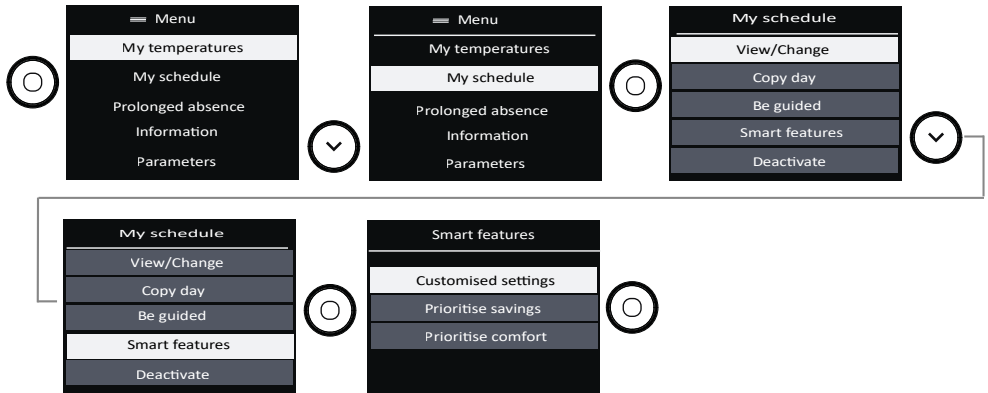 Menu
My temperatures
My schedule
Prolonged absence
Information
Parameters
Menu
My temperatures
My schedule
Prolonged absence
Information
Parameters
My schedule
View/Change
Copy day
Be guided
Smart features
Deactivate
My schedule
View/Change
Copy day
Be guided
Smart features
Deactivate
Smart features
Customised settings
Prioritise savings
Prioritise comfort